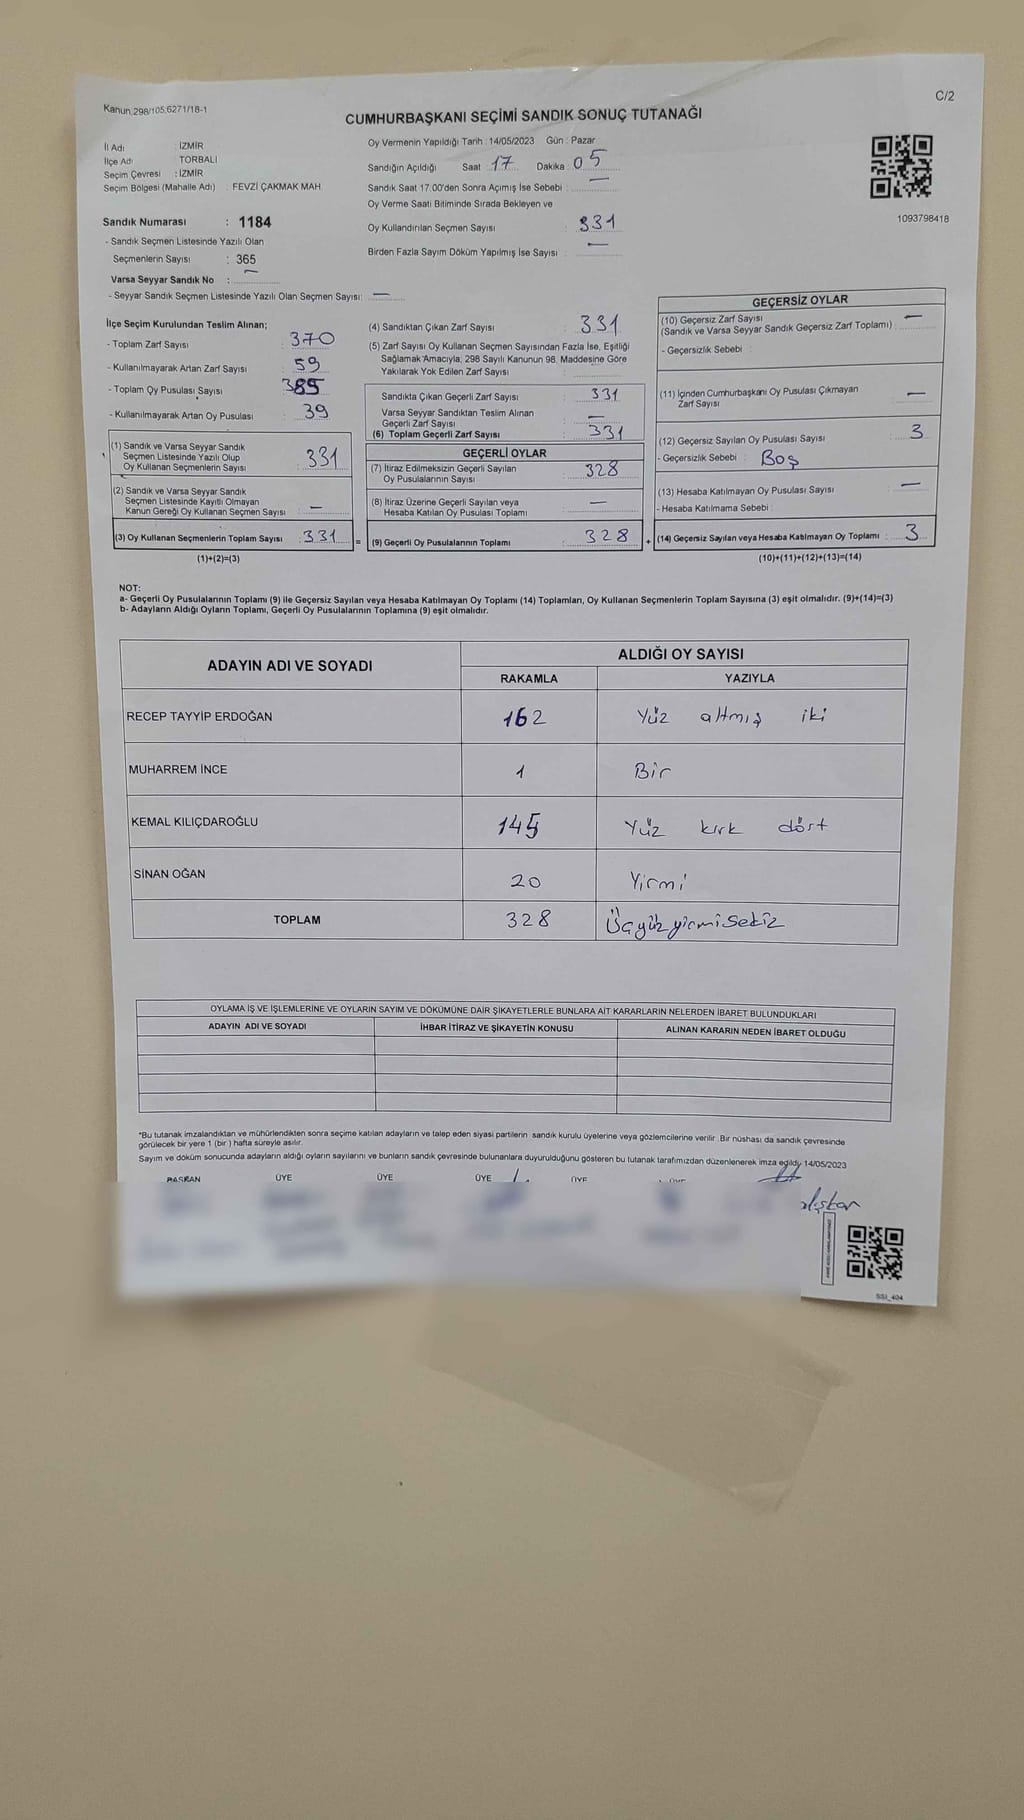 Kanun.298/105;6271/18-1
C/2
CUMHURBAŞKANI SEÇİMİ SANDIK SONUÇ TUTANAĞI
İl Adı : İZMİR
İlçe Adı : TORBALI
Seçim Çevresi : İZMİR
Seçim Bölgesi (Mahalle Adı) : FEVZİ ÇAKMAK MAH.
Oy Vermenin Yapıldığı Tarih : 14/05/2023 Gün : Pazar
Sandığın Açıldığı Saat 17 Dakika : 05
Sandık Saat 17:00'den Sonra Açımış İse Sebebi : —
Oy Verme Saati Bitiminde Sırada Bekleyen ve
Oy Kullandırılan Seçmen Sayısı : 331
Birden Fazla Sayım Döküm Yapılmış İse Sayısı : —
1093798418
Sandık Numarası : 1184
- Sandık Seçmen Listesinde Yazılı Olan
Seçmenlerin Sayısı : 365
Varsa Seyyar Sandık No : —
- Seyyar Sandık Seçmen Listesinde Yazılı Olan Seçmen Sayısı: —
İlçe Seçim Kurulundan Teslim Alınan;
- Toplam Zarf Sayısı : 370
- Kullanılmayarak Artan Zarf Sayısı : 59
- Toplam Oy Pusulası Sayısı
- Kullanılmayarak Artan Oy Pusulası : 39
(1) Sandık ve Varsa Seyyar Sandık
Seçmen Listesinde Yazılı Olup
Oy Kullanan Seçmenlerin Sayısı : 331
(2) Sandık ve Varsa Seyyar Sandık
Seçmen Listesinde Kayıtlı Olmayan
Kanun Gereği Oy Kullanan Seçmen Sayısı : —
(3) Oy Kullanan Seçmenlerin Toplam Sayısı : 331 =
(1)+(2)=(3)
(4) Sandıktan Çıkan Zarf Sayısı : 331
(5) Zarf Sayısı Oy Kullanan Seçmen Sayısından Fazla İse, Eşitliği
Sağlamak Amacıyla; 298 Sayılı Kanunun 98. Maddesine Göre
Yakılarak Yok Edilen Zarf Sayısı :
Sandıkta Çıkan Geçerli Zarf Sayısı : 331
Varsa Seyyar Sandıktan Teslim Alınan
Geçerli Zarf Sayısı : —
(6) Toplam Geçerli Zarf Sayısı : 331
GEÇERLİ OYLAR
(7) İtiraz Edilmeksizin Geçerli Sayılan
Oy Pusulalarının Sayısı : 328
(8) İtiraz Üzerine Geçerli Sayılan veya
Hesaba Katılan Oy Pusulası Toplamı : —
(9) Geçerli Oy Pusulalarının Toplamı : 328 +
GEÇERSİZ OYLAR
(10) Geçersiz Zarf Sayısı
(Sandık ve Varsa Seyyar Sandık Geçersiz Zarf Toplamı) : —
- Geçersizlik Sebebi :
(11) İçinden Cumhurbaşkanı Oy Pusulası Çıkmayan
Zarf Sayısı : —
(12) Geçersiz Sayılan Oy Pusulası Sayısı : 3
- Geçersizlik Sebebi : Boş
(13) Hesaba Katılmayan Oy Pusulası Sayısı : —
- Hesaba Katılmama Sebebi :
(14) Geçersiz Sayılan veya Hesaba Katılmayan Oy Toplamı : 3
(10)+(11)+(12)+(13)=(14)
NOT:
a- Geçerli Oy Pusulalarının Toplamı (9) ile Geçersiz Sayılan veya Hesaba Katılmayan Oy Toplamı (14) Toplamları, Oy Kullanan Seçmenlerin Toplam Sayısına (3) eşit olmalıdır. (9)+(14)=(3)
b- Adayların Aldığı Oyların Toplamı, Geçerli Oy Pusulalarının Toplamına (9) eşit olmalıdır.
ADAYIN ADI VE SOYADI ALDIĞI OY SAYISI
RAKAMLA YAZIYLA
RECEP TAYYİP ERDOĞAN 162 Yüz altmış iki
MUHARREM İNCE 1 Bir
KEMAL KILIÇDAROĞLU Yüz kırk dört
SİNAN OĞAN 20 Yirmi
TOPLAM 328 Üçyüzyirmisekiz
OYLAMA İŞ VE İŞLEMLERİNE VE OYLARIN SAYIM VE DÖKÜMÜNE DAİR ŞİKAYETLERLE BUNLARA AİT KARARLARIN NELERDEN İBARET BULUNDUKLARI
ADAYIN ADI VE SOYADI İHBAR İTİRAZ VE ŞİKAYETİN KONUSU ALINAN KARARIN NEDEN İBARET OLDUĞU
*Bu tutanak imzalandıktan ve mühürlendikten sonra seçime katılan adayların ve talep eden siyasi partilerin sandık kurulu üyelerine veya gözlemcilerine verilir. Bir nüshası da sandık çevresinde
görülecek bir yere 1 (bir ) hafta süreyle asılır.
Sayım ve döküm sonucunda adayların aldığı oyların sayılarını ve bunların sandık çevresinde bulunanlara duyurulduğunu gösteren bu tutanak tarafımızdan düzenlenerek imza edildi. 14/05/2023
BAŞKAN ÜYE ÜYE ÜYE ÜYE ÜYE
SSI_404